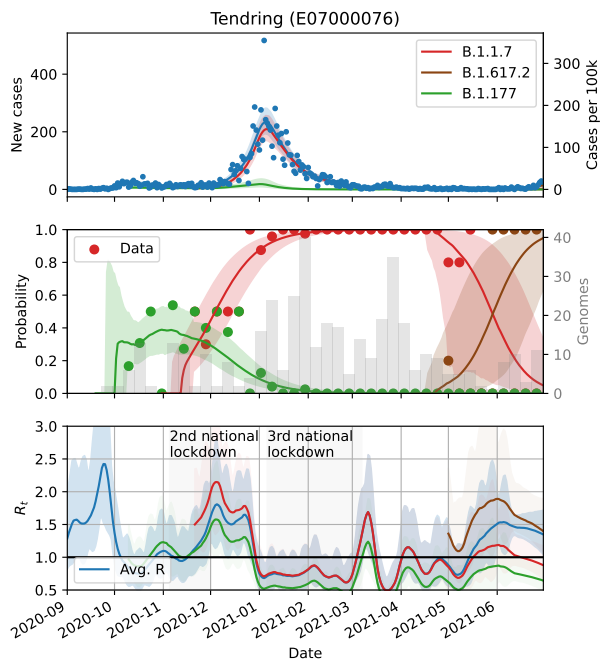 Tendring (E07000076)
New cases
400
200
0
B.1.1.7
B.1.617.2
B.1.177
300
200
100
0
Cases per 100k
Probability
1.0
0.8
0.6
0.4
0.2
0.0
Data
40
30
20
10
0
Genomes
R_t
3.0
2.5
2.0
1.5
1.0
0.5
2nd national
lockdown
3rd national
lockdown
Avg. R
2020-09
2020-10
2020-11
2020-12
2021-01
2021-02
2021-03
2021-04
2021-05
2021-06
Date